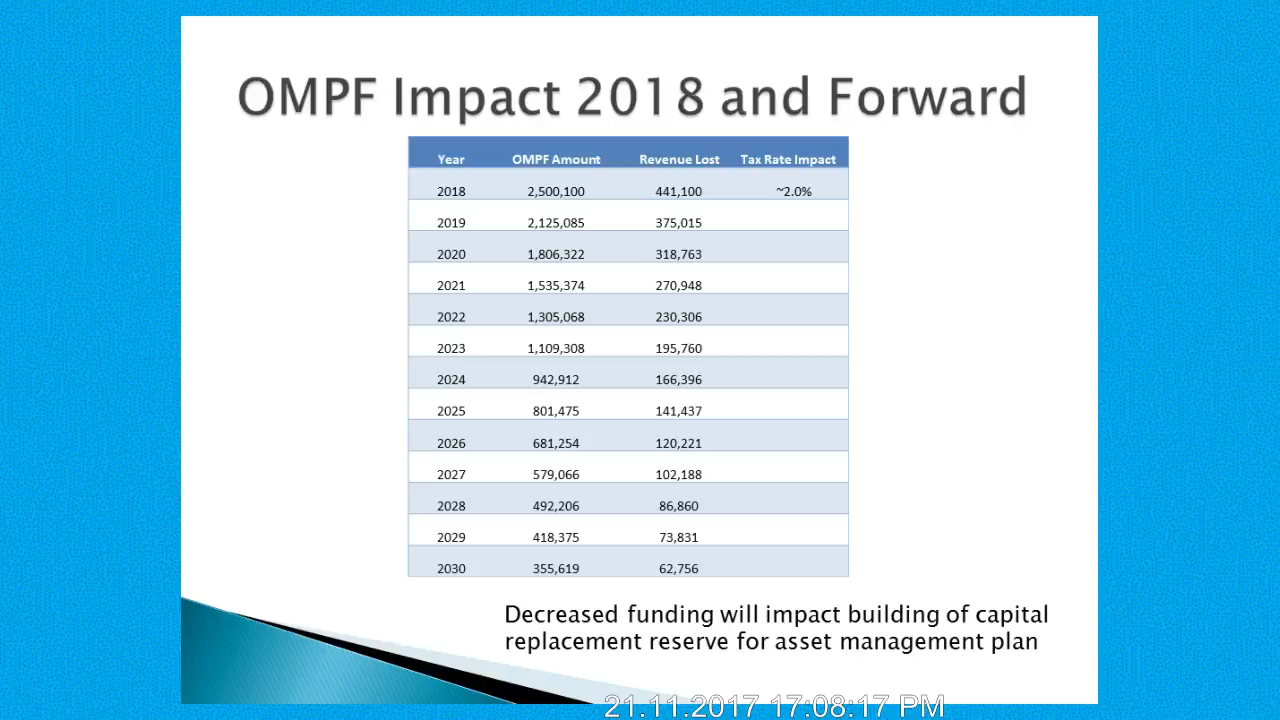 OMPF Impact 2018 and Forward
Year OMPF Amount Revenue Lost Tax Rate Impact
2018 2,500,100 441,100 ~2.0%
2019 2,125,085 375,015
2020 1,806,322 318,763
2021 1,535,374 270,948
2022 1,305,068 230,306
2023 1,109,308 195,760
2024 942,912 166,396
2025 801,475 141,437
2026 681,254 120,221
2027 579,066 102,188
2028 492,206 86,860
2029 418,375 73,831
2030 355,619 62,756
Decreased funding will impact building of capital
replacement reserve for asset management plan
21.11.2017 17:08:17 PM